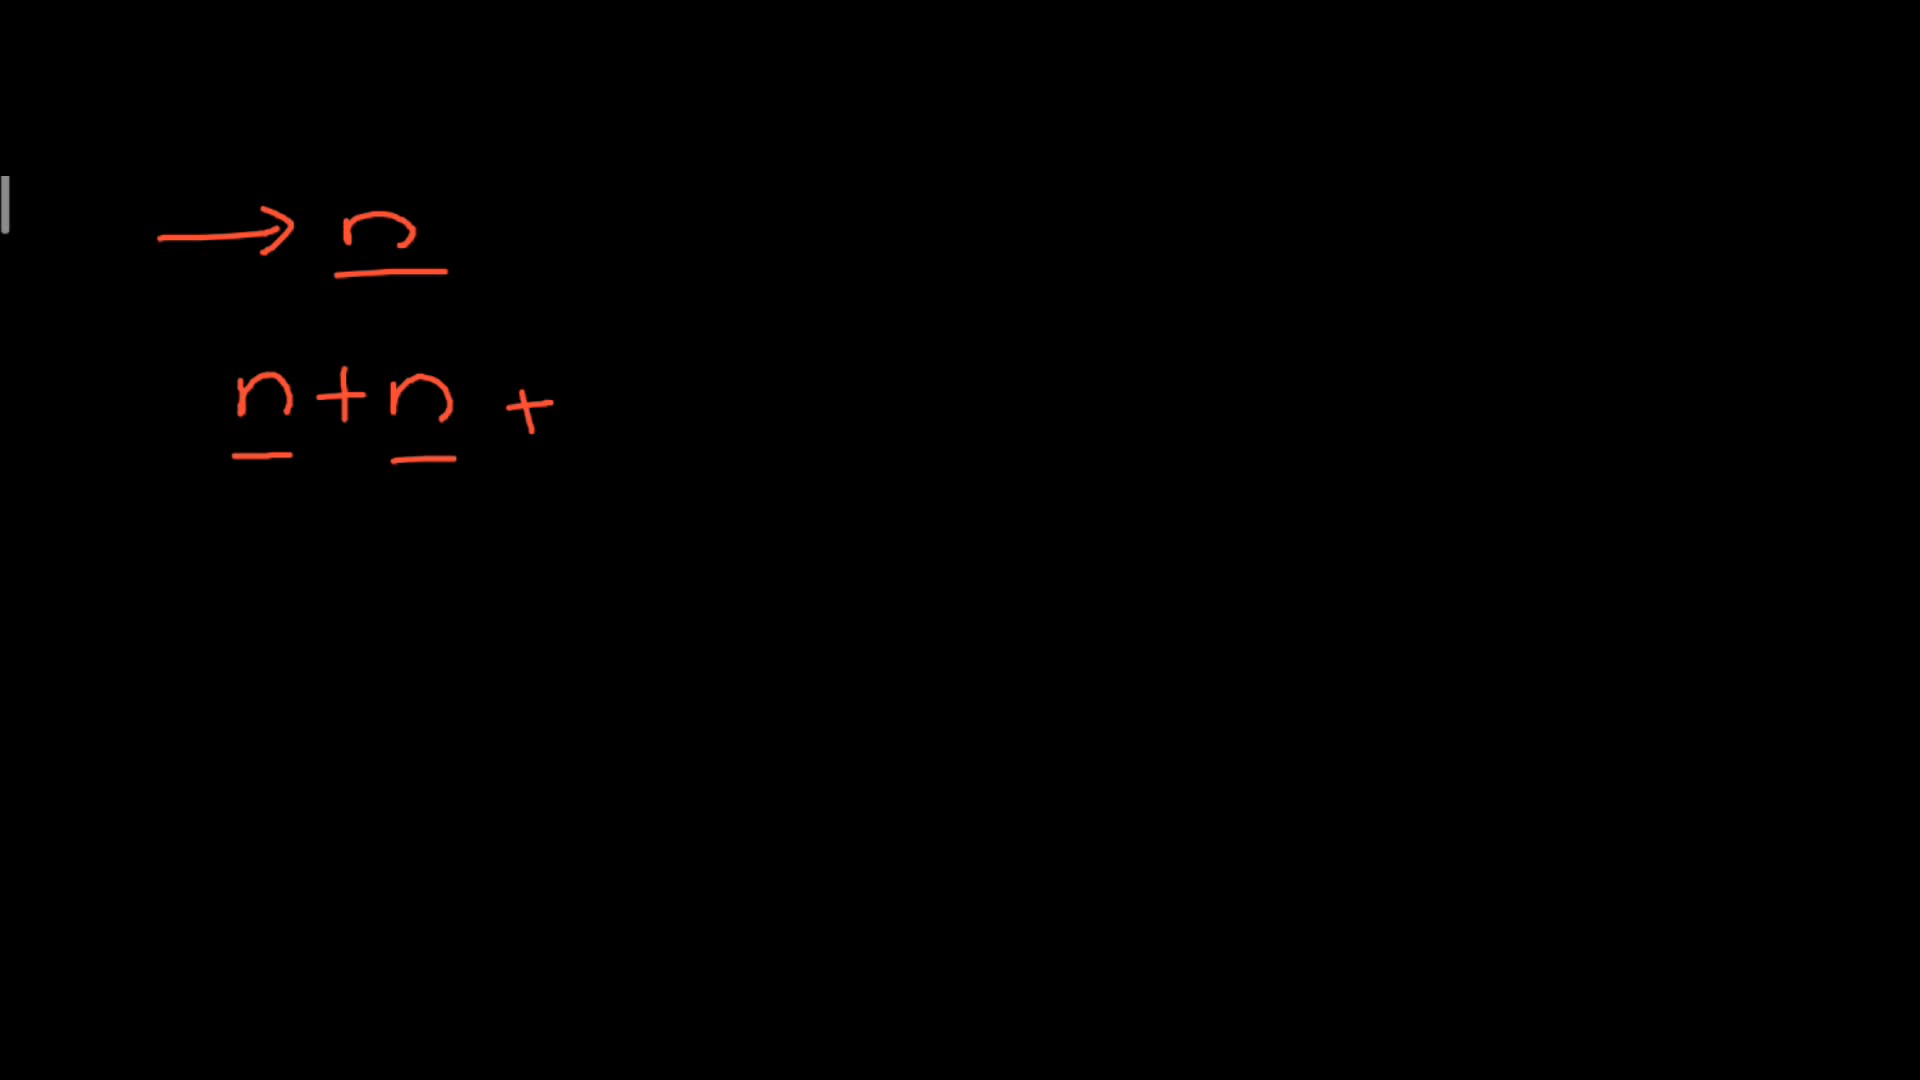 → n
n + n +